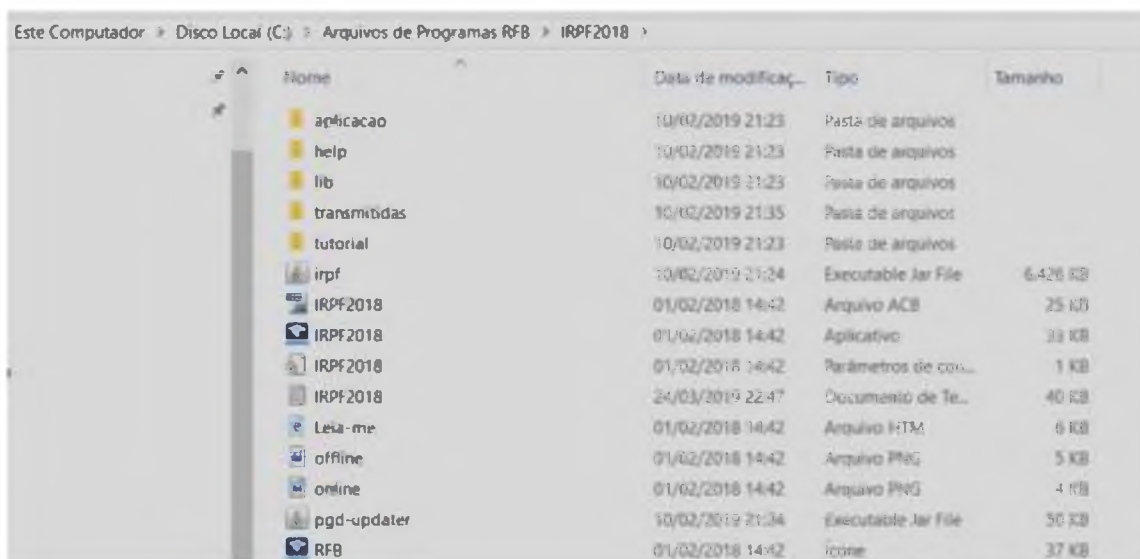 Este Computador > Disco Local (C:) > Arquivos de Programas RFB > IRPF2018 >
Nome Data de modificaç... Tipo Tamanho
aplicacao 10/02/2019 21:23 Pasta de arquivos
help 10/02/2019 21:23 Pasta de arquivos
lib 10/02/2019 21:23 Pasta de arquivos
transmitidas 10/02/2019 21:35 Pasta de arquivos
tutorial 10/02/2019 21:23 Pasta de arquivos
irpf 10/02/2019 21:24 Executable Jar File 6.426 KB
IRPF2018 01/02/2018 14:42 Arquivo ACB 25 KB
IRPF2018 01/02/2018 14:42 Aplicativo KB
IRPF2018 01/02/2018 14:42 Parâmetros de con... 1 KB
IRPF2018 24/03/2019 22:47 Documento de Te... 40 KB
Leia-me 01/02/2018 14:42 Arquivo HTM 6 KB
offline 01/02/2018 14:42 Arquivo PNG 5 KB
online 01/02/2018 14:42 Arquivo PNG 4 KB
pgd-updater 10/02/2019 21:24 Executable Jar File 50 KB
RFB 01/02/2018 14:42 Ícone 37 KB